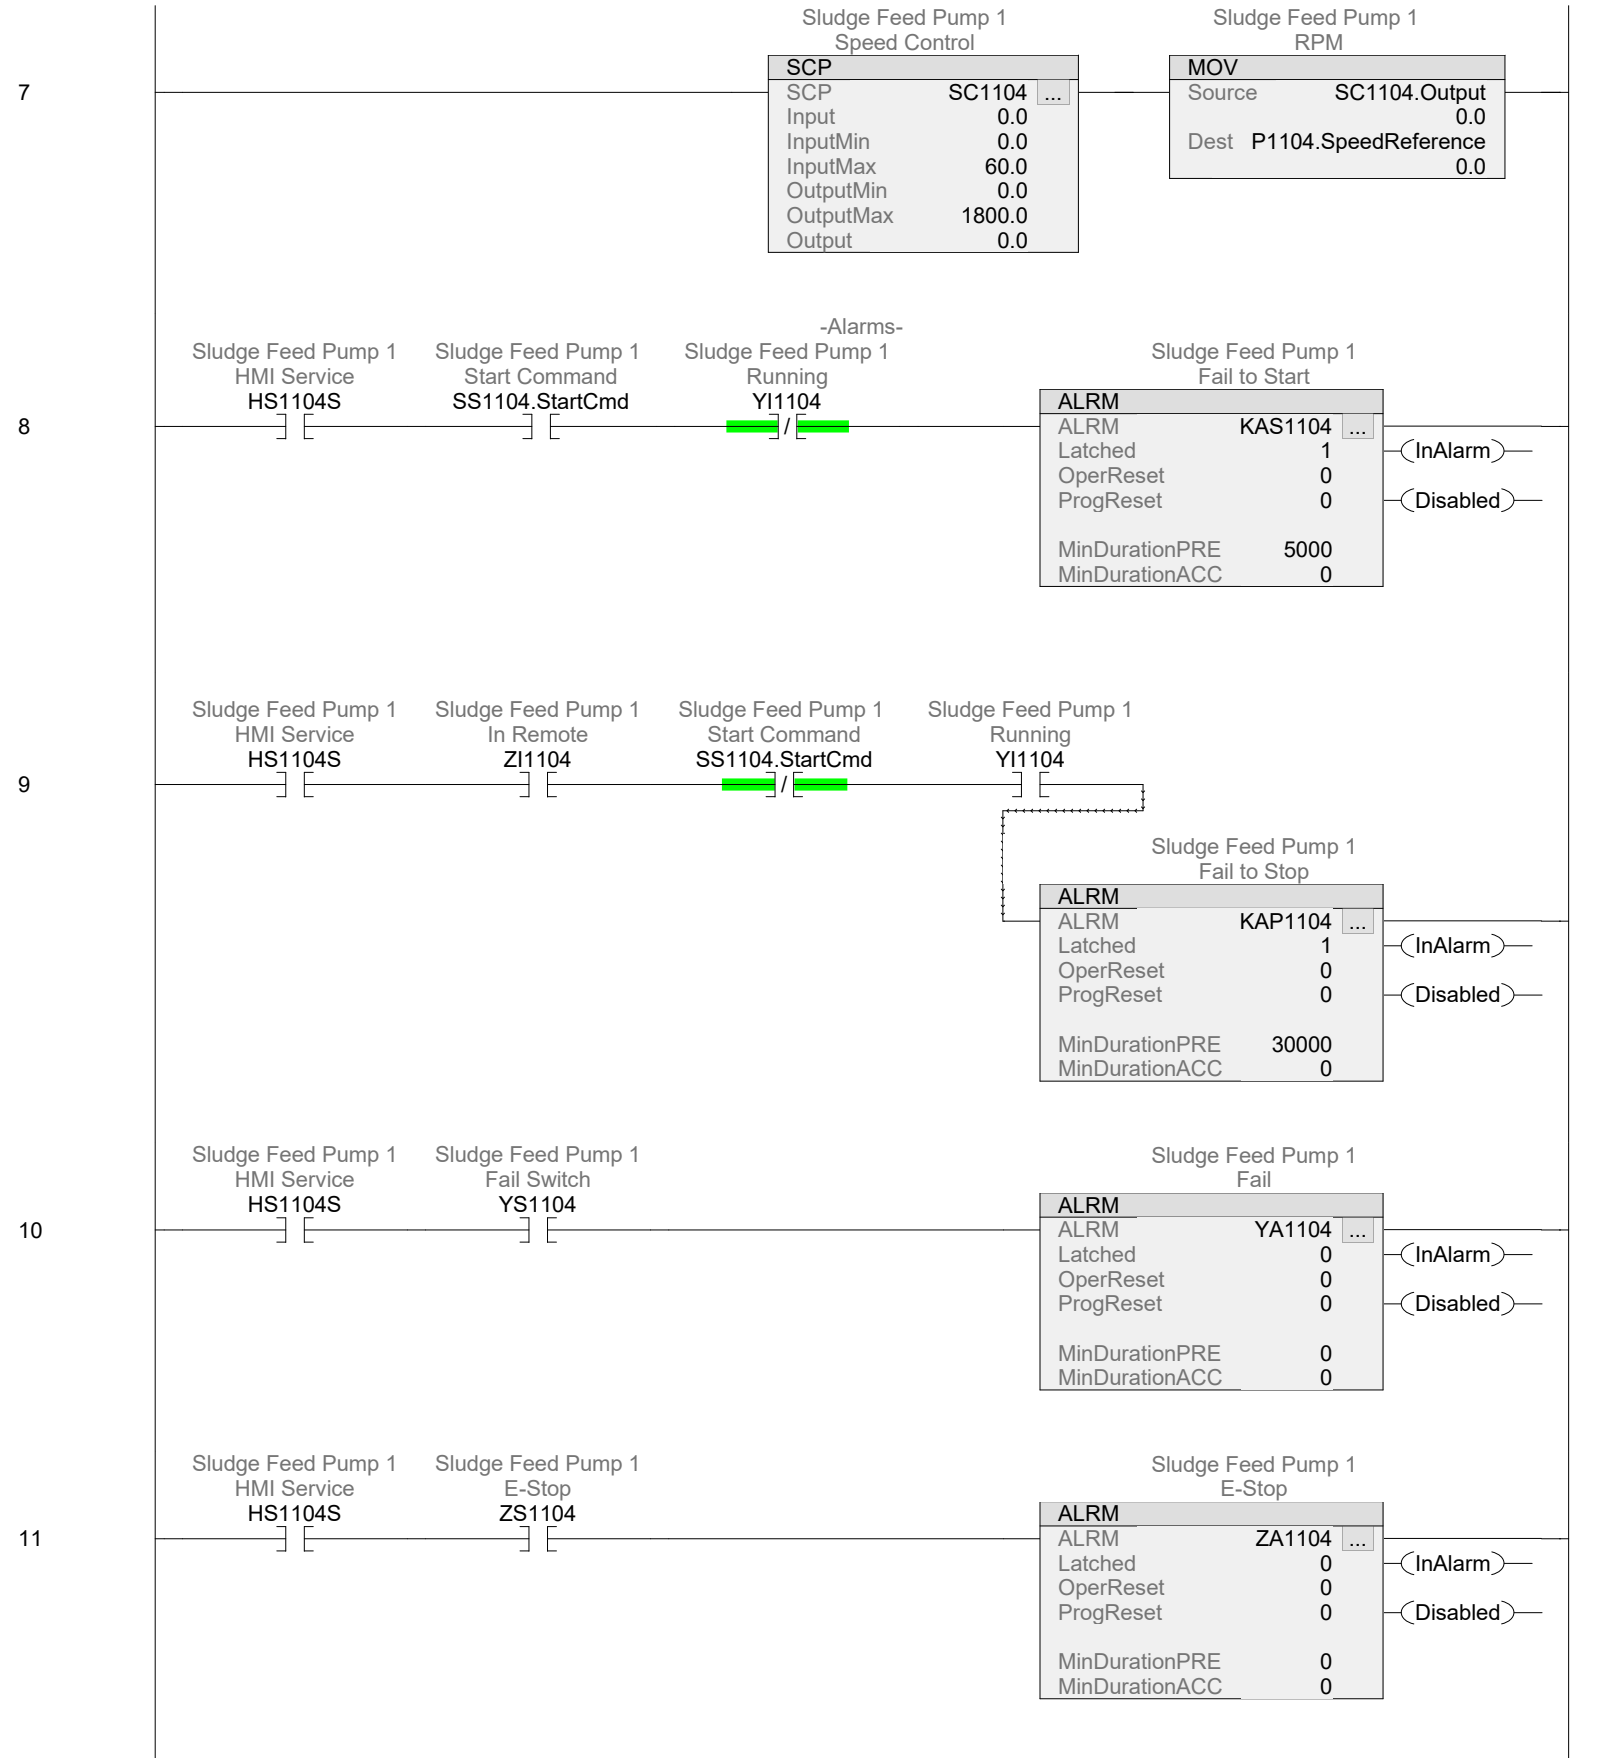 Sludge Feed Pump 1
Speed Control
Sludge Feed Pump 1
RPM
7
SCP
SCP SC1104 ...
Input 0.0
InputMin 0.0
InputMax 60.0
OutputMin 0.0
OutputMax 1800.0
Output 0.0
MOV
Source SC1104.Output
0.0
Dest P1104.SpeedReference
0.0
-Alarms-
8
Sludge Feed Pump 1
HMI Service
HS1104S
Sludge Feed Pump 1
Start Command
SS1104.StartCmd
Sludge Feed Pump 1
Running
YI1104
/
Sludge Feed Pump 1
Fail to Start
ALRM
ALRM KAS1104 ...
Latched 1
OperReset 0
ProgReset 0
MinDurationPRE 5000
MinDurationACC 0
InAlarm
Disabled
9
Sludge Feed Pump 1
HMI Service
HS1104S
Sludge Feed Pump 1
In Remote
ZI1104
Sludge Feed Pump 1
Start Command
SS1104.StartCmd
/
Sludge Feed Pump 1
Running
YI1104
Sludge Feed Pump 1
Fail to Stop
ALRM
ALRM KAP1104 ...
Latched 1
OperReset 0
ProgReset 0
MinDurationPRE 30000
MinDurationACC 0
InAlarm
Disabled
10
Sludge Feed Pump 1
HMI Service
HS1104S
Sludge Feed Pump 1
Fail Switch
YS1104
Sludge Feed Pump 1
Fail
ALRM
ALRM YA1104 ...
Latched 0
OperReset 0
ProgReset 0
MinDurationPRE 0
MinDurationACC 0
InAlarm
Disabled
11
Sludge Feed Pump 1
HMI Service
HS1104S
Sludge Feed Pump 1
E-Stop
ZS1104
Sludge Feed Pump 1
E-Stop
ALRM
ALRM ZA1104 ...
Latched 0
OperReset 0
ProgReset 0
MinDurationPRE 0
MinDurationACC 0
InAlarm
Disabled